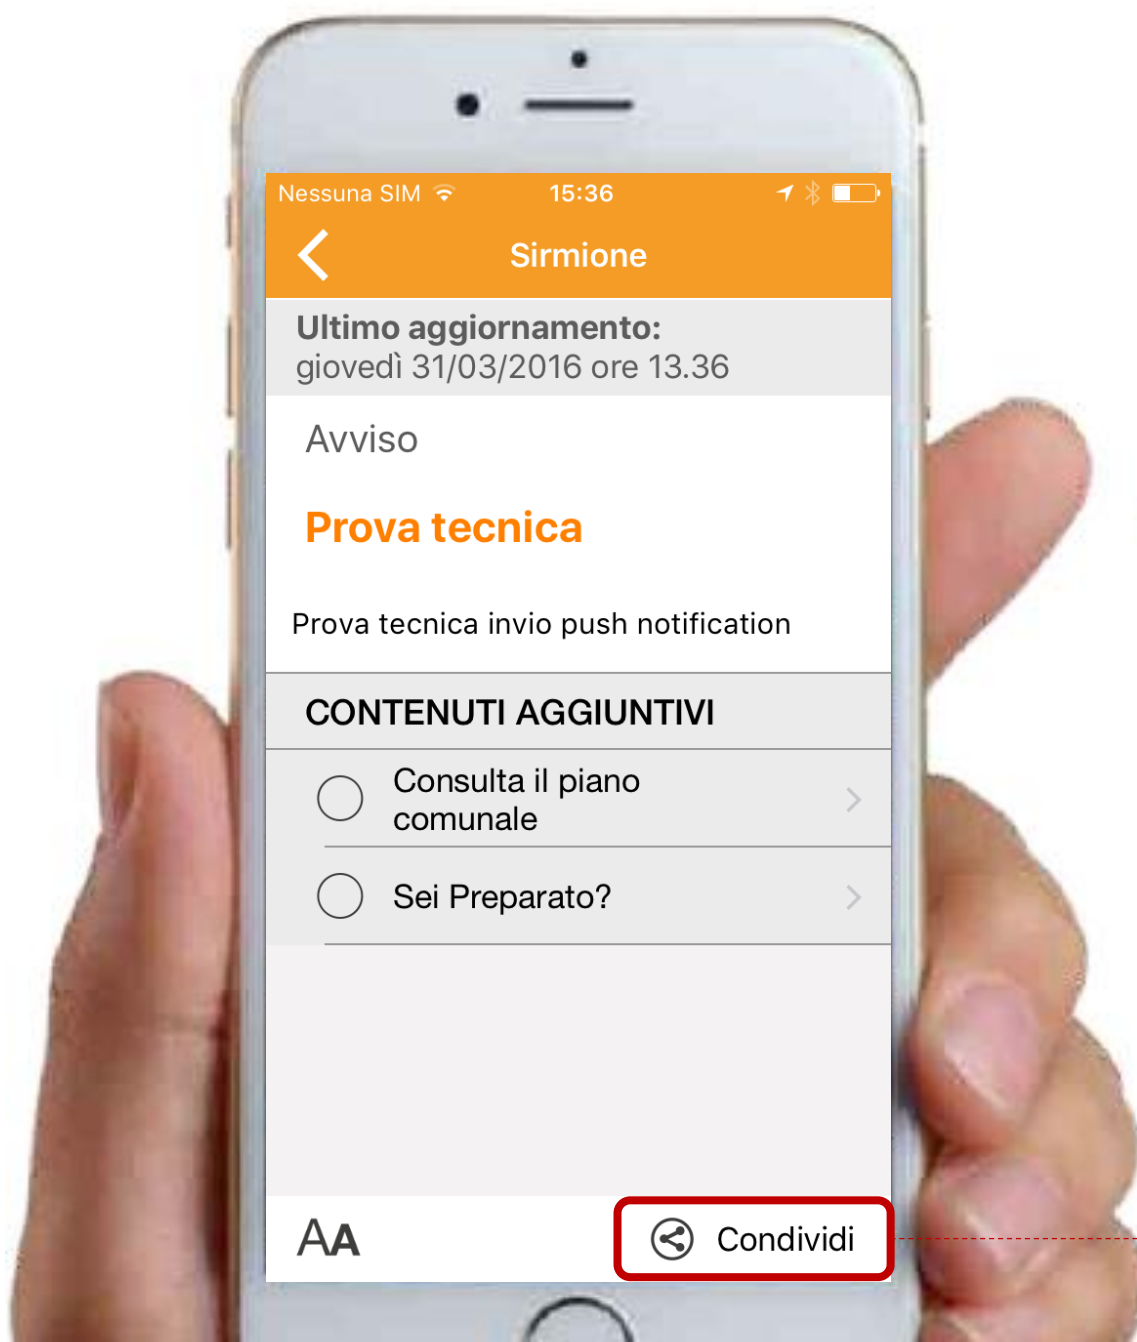 Nessuna SIM 15:36
Sirmione
Ultimo aggiornamento:
giovedì 31/03/2016 ore 13.36
Avviso
Prova tecnica
Prova tecnica invio push notification
CONTENUTI AGGIUNTIVI
Consulta il piano
comunale
Sei Preparato?
AA Condividi